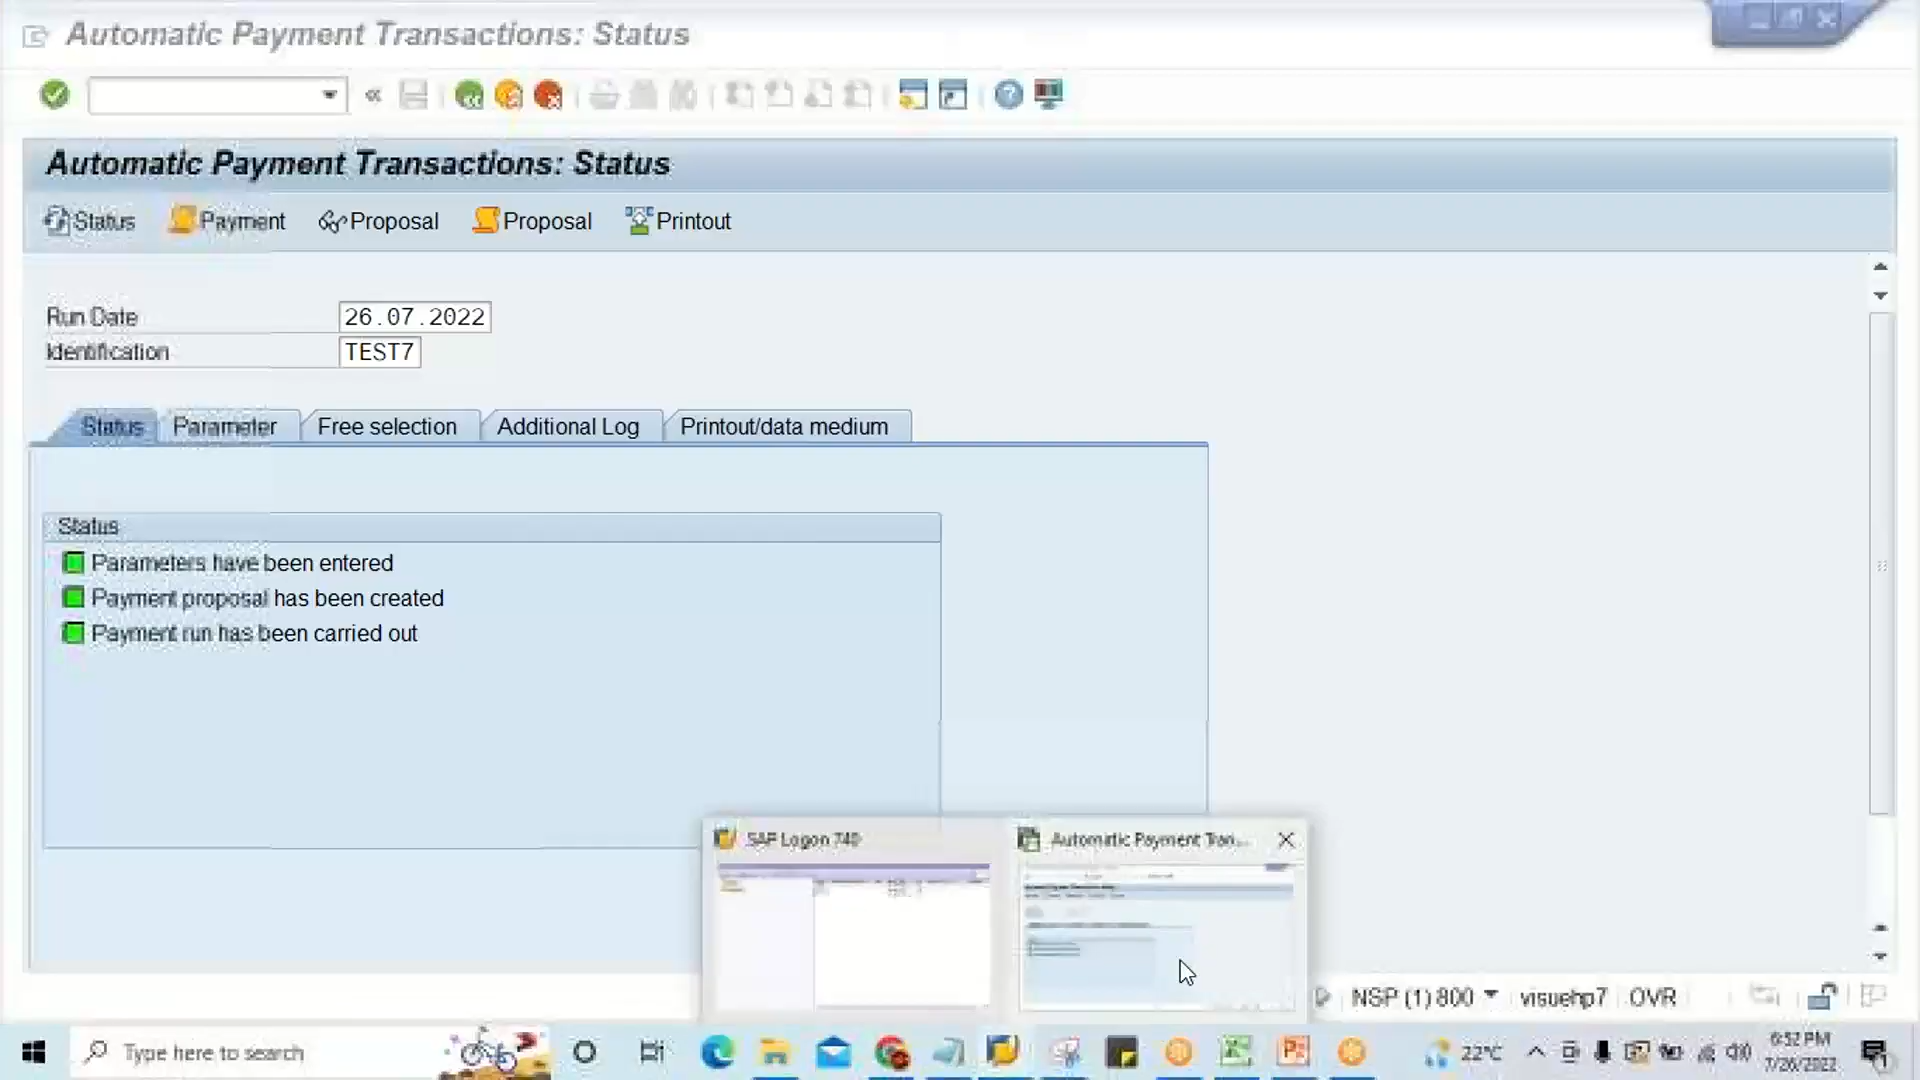 Automatic Payment Transactions: Status
Automatic Payment Transactions: Status
Status Payment Proposal Proposal Printout
Run Date 26.07.2022
Identification TEST7
Status Parameter Free selection Additional Log Printout/data medium
Status
Parameters have been entered
Payment proposal has been created
Payment run has been carried out
SAP Logon 740 Automatic Payment Tran...
NSP (1) 800 visuehp7 OVR
Type here to search 22°C 6:52 PM
7/26/2022